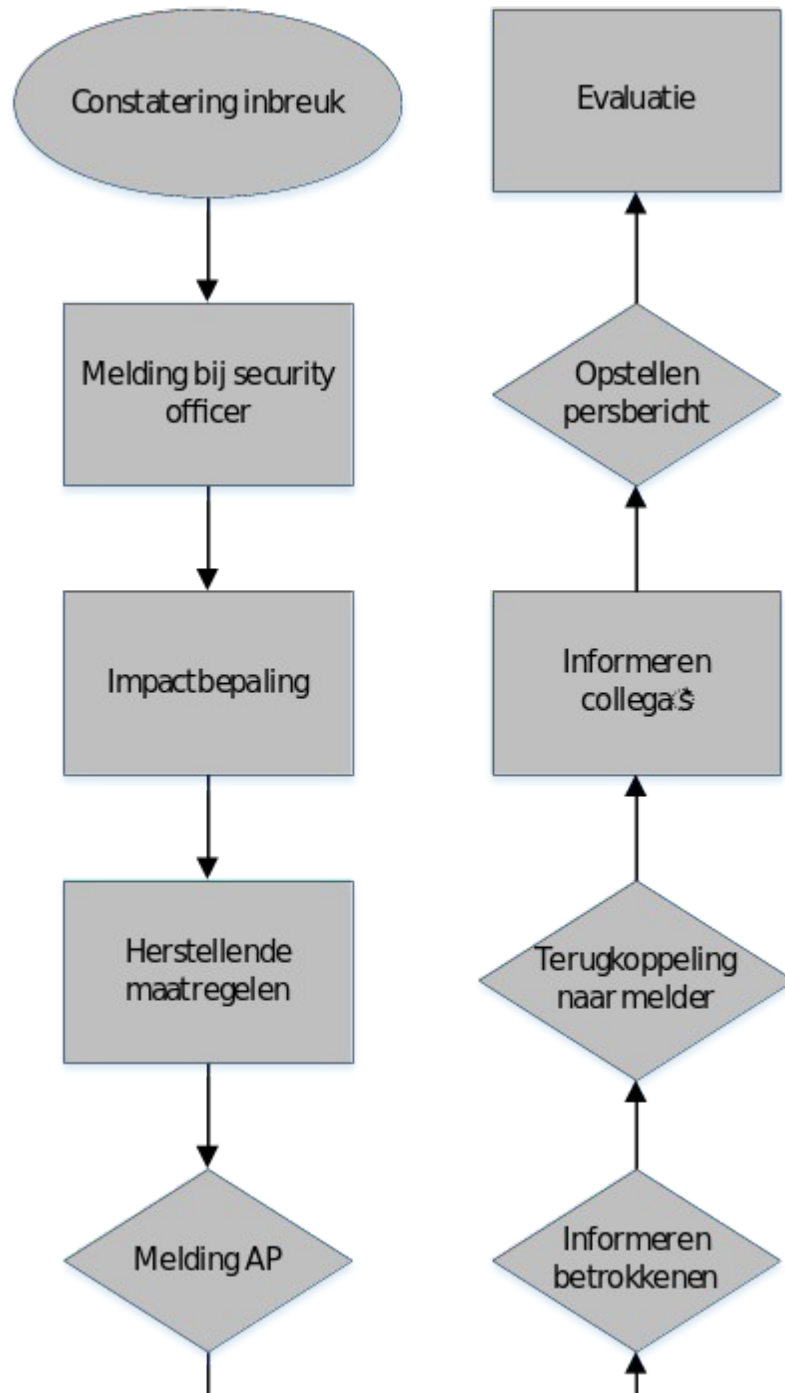 Constatering inbreuk
Melding bij security
officer
Impactbepaling
Herstellende
maatregelen
Melding AP
Informeren
betrokkenen
Terugkoppeling
naar melder
Informeren
collega's
Opstellen
persbericht
Evaluatie